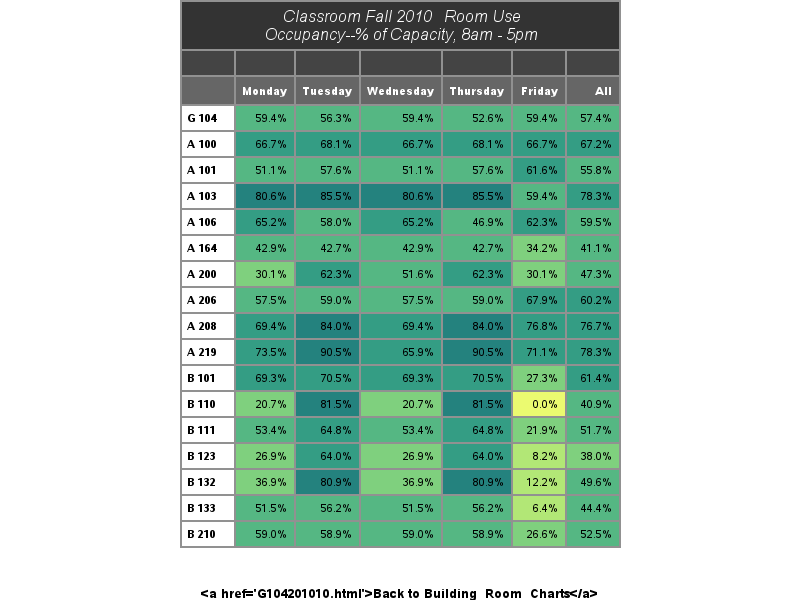 Classroom Fall 2010 Room Use
Occupancy--% of Capacity, 8am - 5pm
Monday Tuesday Wednesday Thursday Friday All
G 104 59.4% 56.3% 59.4% 52.6% 59.4% 57.4%
A 100 66.7% 68.1% 66.7% 68.1% 66.7% 67.2%
A 101 51.1% 57.6% 51.1% 57.6% 61.6% 55.8%
A 103 80.6% 85.5% 80.6% 85.5% 59.4% 78.3%
A 106 65.2% 58.0% 65.2% 46.9% 62.3% 59.5%
A 164 42.9% 42.7% 42.9% 42.7% 34.2% 41.1%
A 200 30.1% 62.3% 51.6% 62.3% 30.1% 47.3%
A 206 57.5% 59.0% 57.5% 59.0% 67.9% 60.2%
A 208 69.4% 84.0% 69.4% 84.0% 76.8% 76.7%
A 219 73.5% 90.5% 65.9% 90.5% 71.1% 78.3%
B 101 69.3% 70.5% 69.3% 70.5% 27.3% 61.4%
B 110 20.7% 81.5% 20.7% 81.5% 0.0% 40.9%
B 111 53.4% 64.8% 53.4% 64.8% 21.9% 51.7%
B 123 26.9% 64.0% 26.9% 64.0% 8.2% 38.0%
B 132 36.9% 80.9% 36.9% 80.9% 12.2% 49.6%
B 133 51.5% 56.2% 51.5% 56.2% 6.4% 44.4%
B 210 59.0% 58.9% 59.0% 58.9% 26.6% 52.5%
<a href='G104201010.html'>Back to Building Room Charts</a>